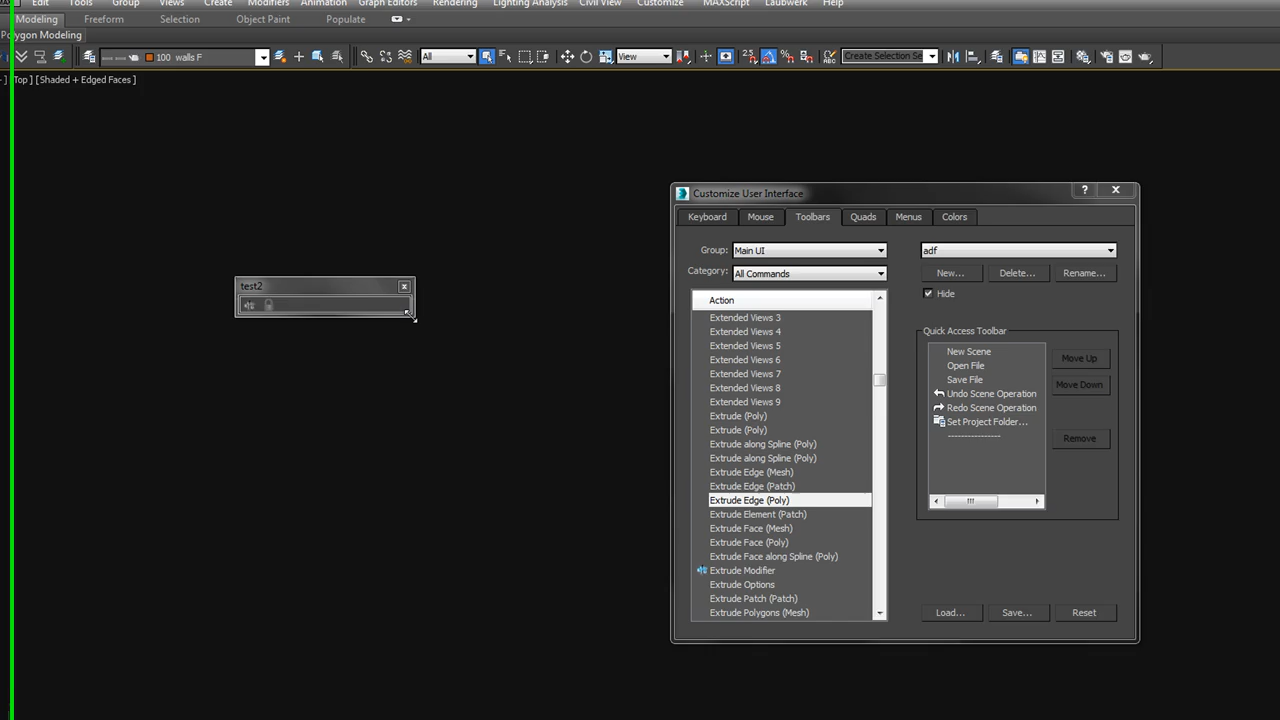 Edit Tools Group Views Create Modifiers Animation Graph Editors Rendering Lighting Analysis Civil View Customize MAXScript Laubwerk Help
Modeling Freeform Selection Object Paint Populate
Polygon Modeling
100 walls F All View 2.5 % ABC Create Selection Se
] Top ] [Shaded + Edged Faces ]
Customize User Interface ? X
Keyboard Mouse Toolbars Quads Menus Colors
Group: Main UI
adf
Category: All Commands
New... Delete... Rename...
Hide
test2 x
Action
Extended Views 3
Extended Views 4
Extended Views 5
Extended Views 6
Extended Views 7
Extended Views 8
Extended Views 9
Extrude (Poly)
Extrude (Poly)
Extrude along Spline (Poly)
Extrude along Spline (Poly)
Extrude Edge (Mesh)
Extrude Edge (Patch)
Extrude Edge (Poly)
Extrude Element (Patch)
Extrude Face (Mesh)
Extrude Face (Poly)
Extrude Face along Spline (Poly)
Extrude Modifier
Extrude Options
Extrude Patch (Patch)
Extrude Polygons (Mesh)
Quick Access Toolbar
New Scene
Open File
Save File
Undo Scene Operation
Redo Scene Operation
Set Project Folder...
----------------
Move Up
Move Down
Remove
Load... Save... Reset